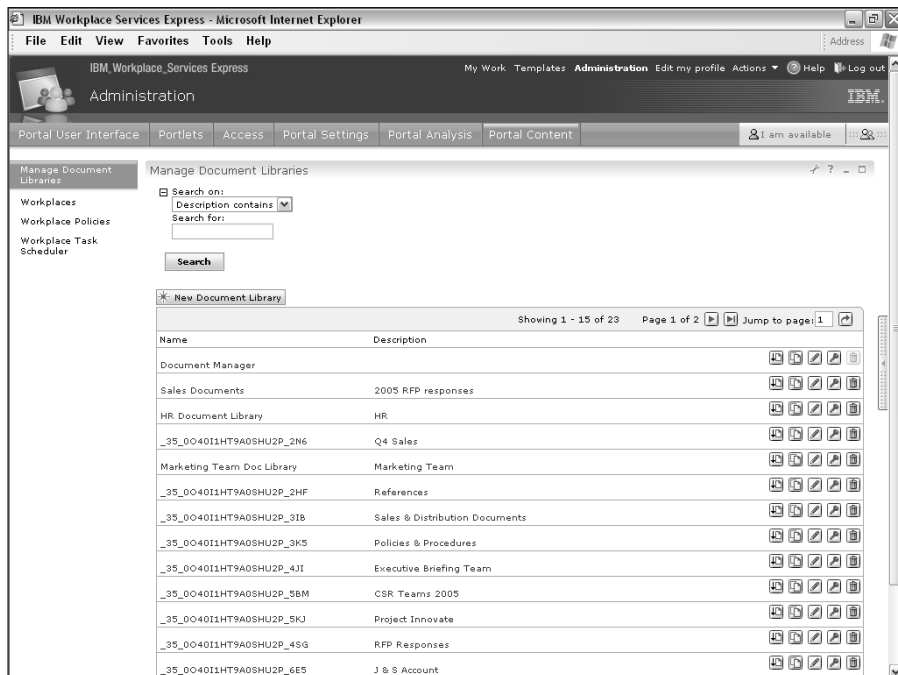 IBM Workplace Services Express - Microsoft Internet Explorer
File Edit View Favorites Tools Help
Address
IBM, Workplace_Services Express
My Work Templates Administration Edit my profile Actions Help Log out
Administration
IBM.
Portal User Interface Portlets Access Portal Settings Portal Analysis Portal Content
I am available
Manage Document
Libraries
Workplaces
Workplace Policies
Workplace Task
Scheduler
Manage Document Libraries
Search on:
Description contains
Search for:
Search
New Document Library
Showing 1 - 15 of 23 Page 1 of 2 Jump to page: 1
Name Description
Document Manager
Sales Documents 2005 RFP responses
HR Document Library HR
_35_0O40I1HT9A0SHU2P_2N6 Q4 Sales
Marketing Team Doc Library Marketing Team
_35_0O40I1HT9A0SHU2P_2HF References
_35_0O40I1HT9A0SHU2P_3IB Sales & Distribution Documents
_35_0O40I1HT9A0SHU2P_3K5 Policies & Procedures
_35_0O40I1HT9A0SHU2P_4JI Executive Briefing Team
_35_0O40I1HT9A0SHU2P_5BM CSR Teams 2005
_35_0O40I1HT9A0SHU2P_5KJ Project Innovate
_35_0O40I1HT9A0SHU2P_4SG RFP Responses
_35_0O40I1HT9A0SHU2P_6E5 J & S Account